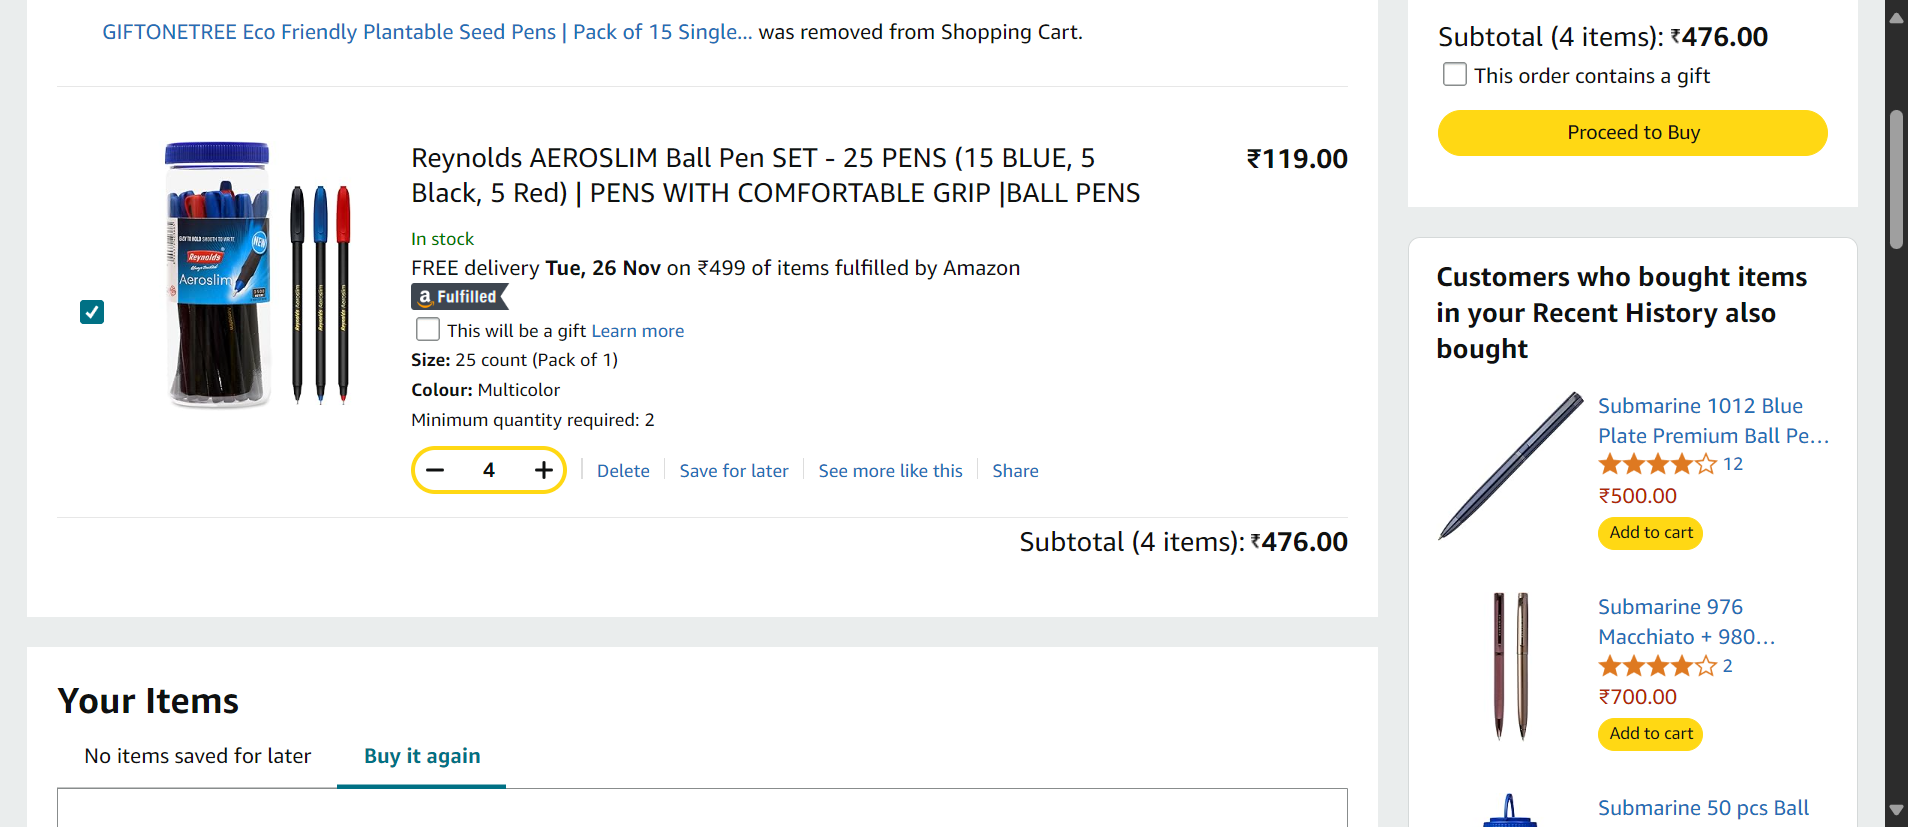 GIFTONETREE Eco Friendly Plantable Seed Pens | Pack of 15 Single... was removed from Shopping Cart.
Reynolds AEROSLIM Ball Pen SET - 25 PENS (15 BLUE, 5
Black, 5 Red) | PENS WITH COMFORTABLE GRIP |BALL PENS
₹119.00
In stock
FREE delivery Tue, 26 Nov on ₹499 of items fulfilled by Amazon
a Fulfilled
This will be a gift Learn more
Size: 25 count (Pack of 1)
Colour: Multicolor
Minimum quantity required: 2
4
Delete
Save for later
See more like this
Share
Subtotal (4 items): ₹476.00
NEW
Reynolds
Aeroslim
Your Items
No items saved for later
Buy it again
Subtotal (4 items): ₹476.00
This order contains a gift
Proceed to Buy
Customers who bought items
in your Recent History also
bought
Submarine 1012 Blue
Plate Premium Ball Pe...
12
₹500.00
Add to cart
Submarine 976
Macchiato + 980...
2
₹700.00
Add to cart
Submarine 50 pcs Ball